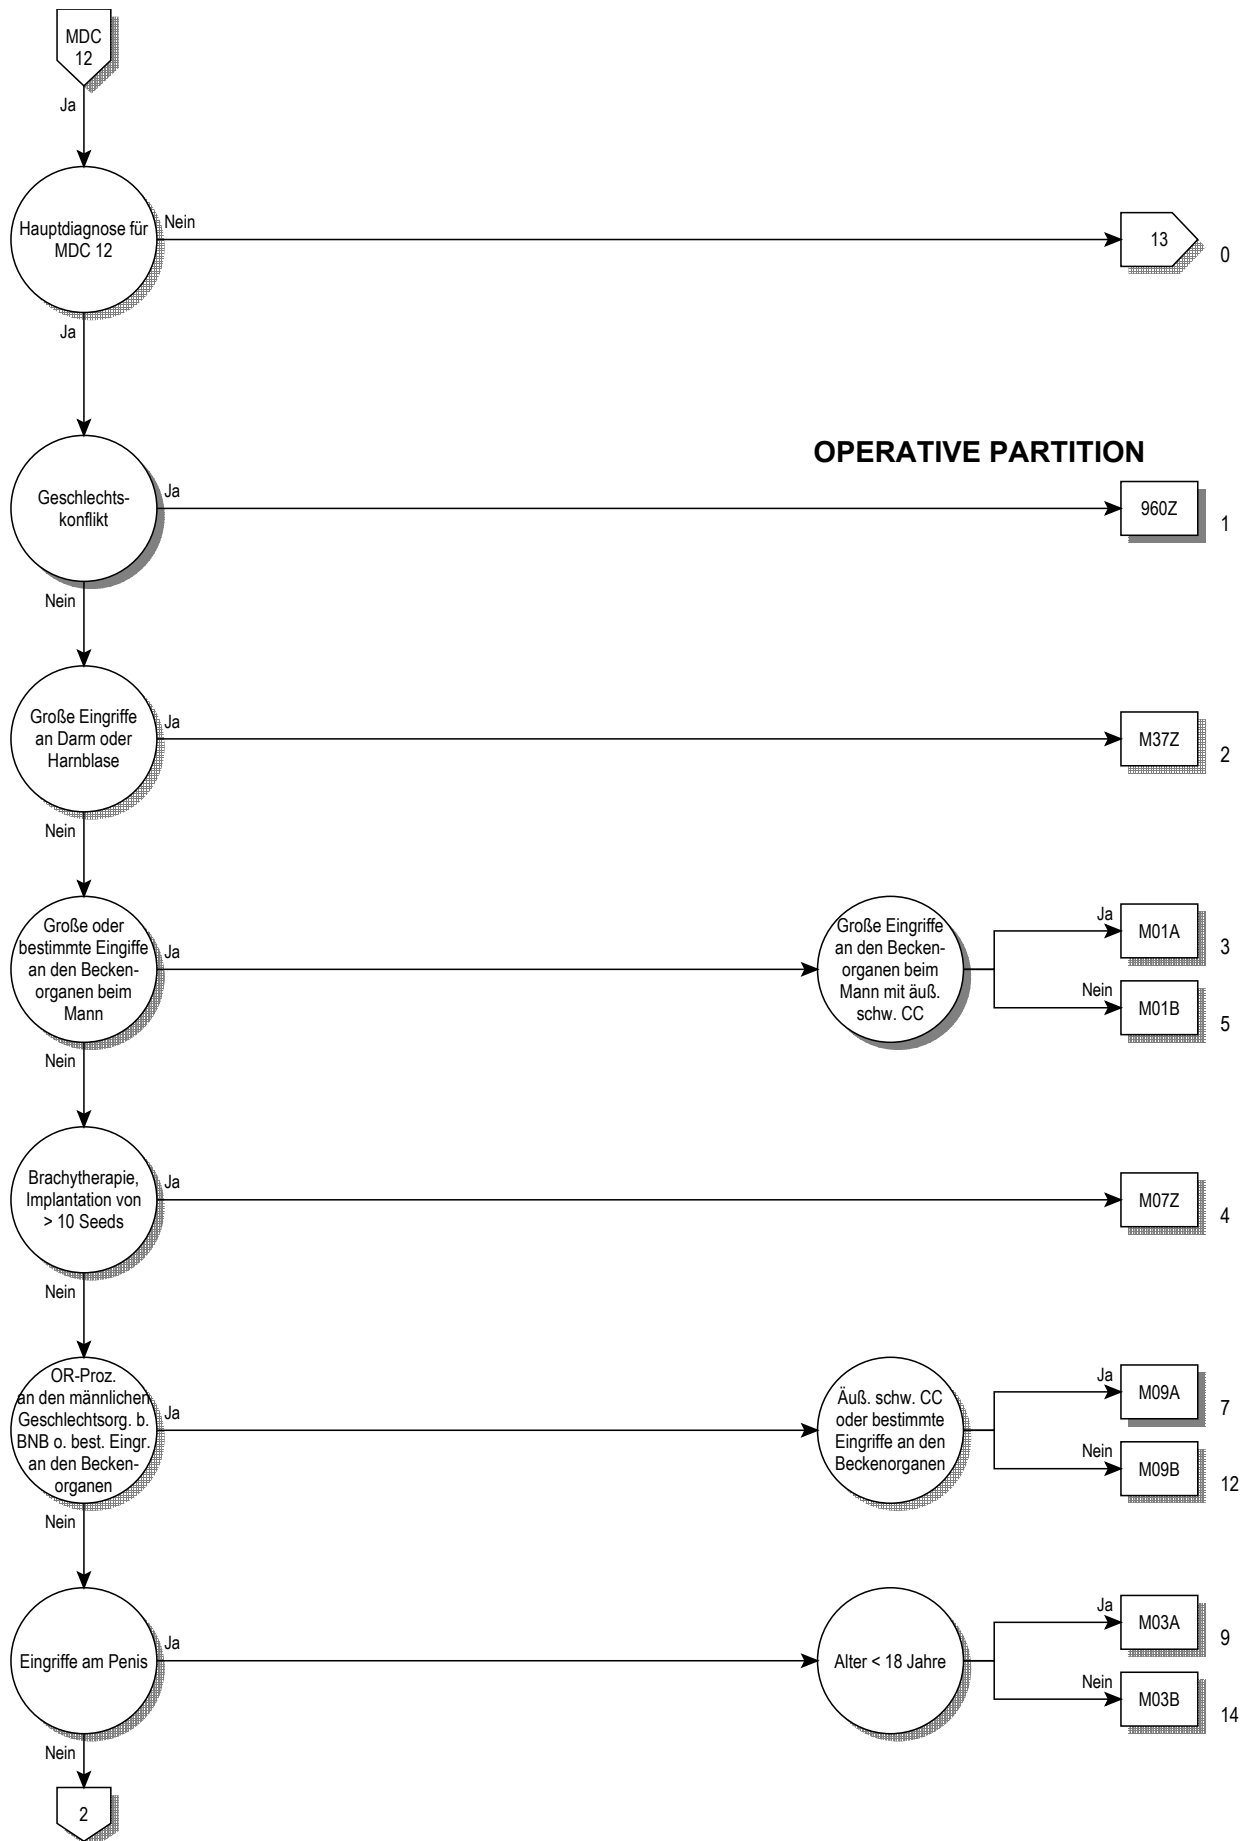 MDC
12
Ja
Hauptdiagnose für
MDC 12
Nein
13
0
Ja
OPERATIVE PARTITION
Geschlechts-
konflikt
Ja
960Z
1
Nein
Große Eingriffe
an Darm oder
Harnblase
Ja
M37Z
2
Nein
Große oder
bestimmte Eingiffe
an den Becken-
organen beim
Mann
Ja
Große Eingriffe
an den Becken-
organen beim
Mann mit äuß.
schw. CC
Ja
M01A
3
Nein
M01B
5
Nein
Brachytherapie,
Implantation von
> 10 Seeds
Ja
M07Z
4
Nein
OR-Proz.
an den männlichen
Geschlechtsorg. b.
BNB o. best. Eingr.
an den Becken-
organen
Ja
Äuß. schw. CC
oder bestimmte
Eingriffe an den
Beckenorganen
Ja
M09A
7
Nein
M09B
12
Nein
Eingriffe am Penis
Ja
Alter < 18 Jahre
Ja
M03A
9
Nein
M03B
14
Nein
2